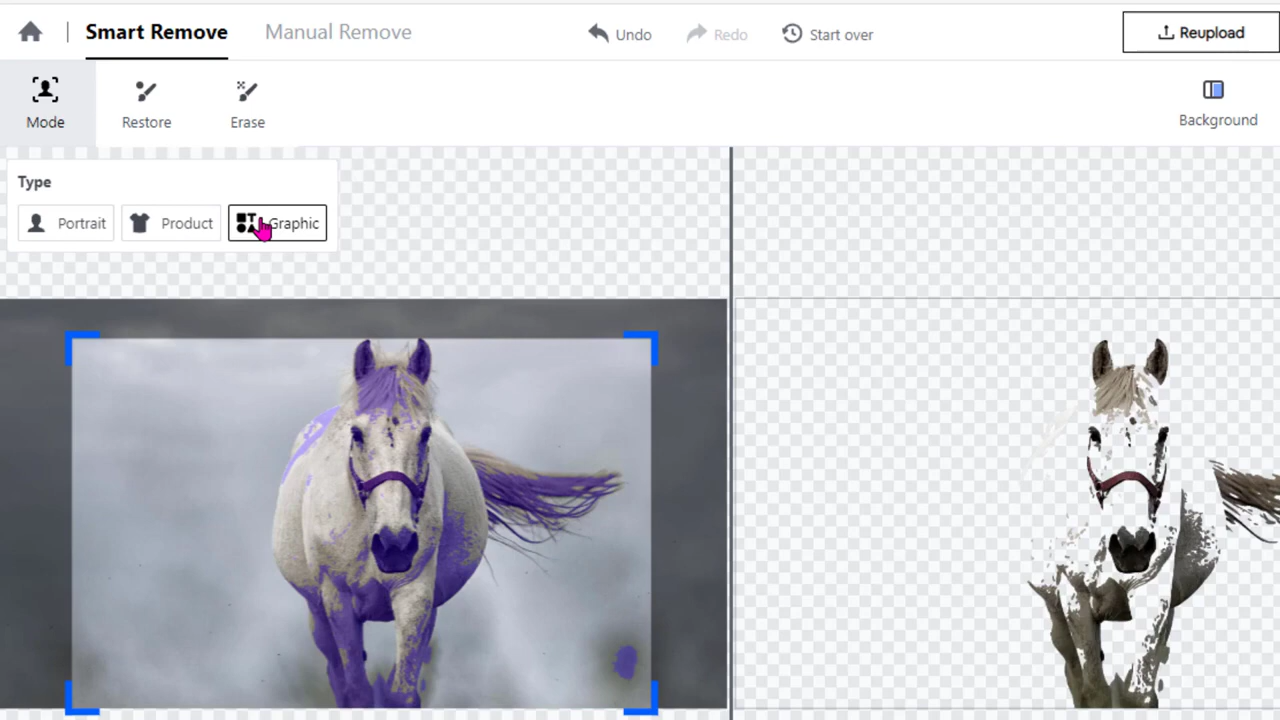 Smart Remove
Manual Remove
Undo
Redo
Start over
Reupload
Mode
Restore
Erase
Background
Type
Portrait
Product
Graphic